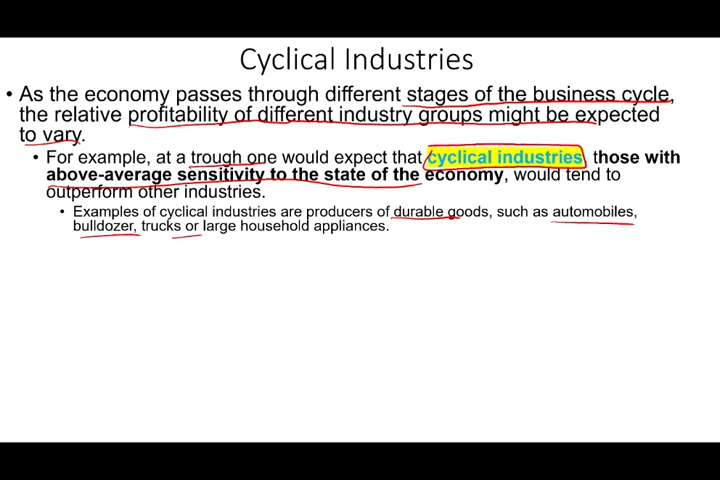 Cyclical Industries
• As the economy passes through different stages of the business cycle,
the relative profitability of different industry groups might be expected
to vary.
• For example, at a trough one would expect that cyclical industries, those with
above-average sensitivity to the state of the economy, would tend to
outperform other industries.
• Examples of cyclical industries are producers of durable goods, such as automobiles,
bulldozer, trucks or large household appliances.